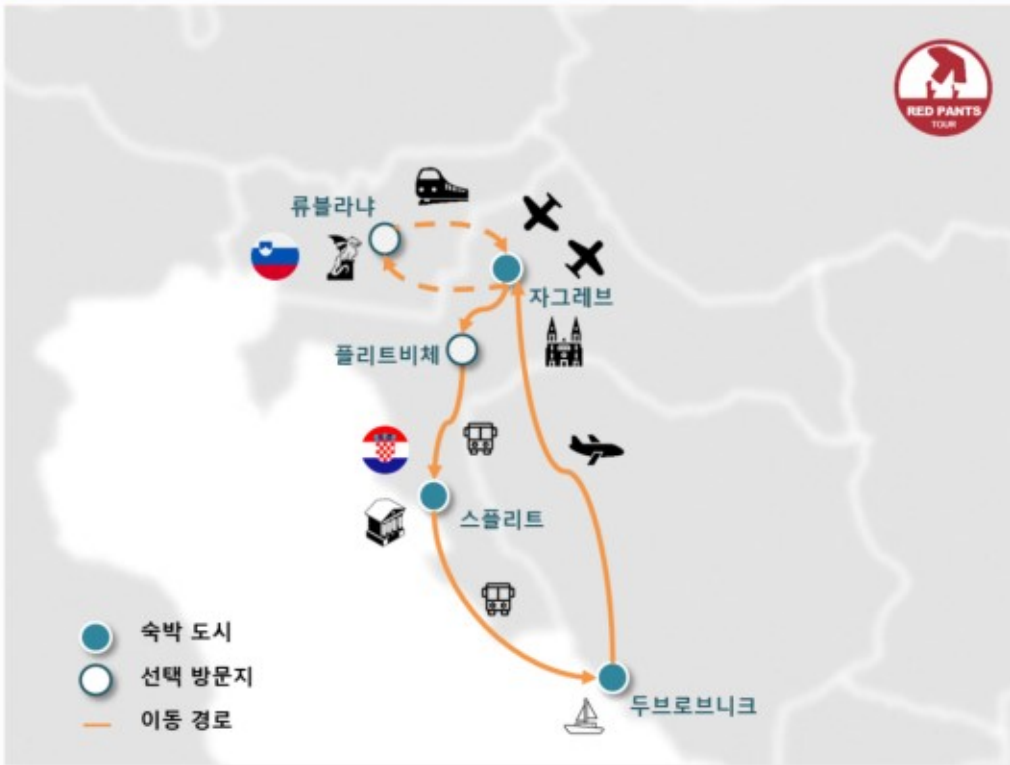 RED PANTS
TOUR
류블라냐
자그레브
플리트비체
스플리트
두브로브니크
숙박 도시
선택 방문지
이동 경로